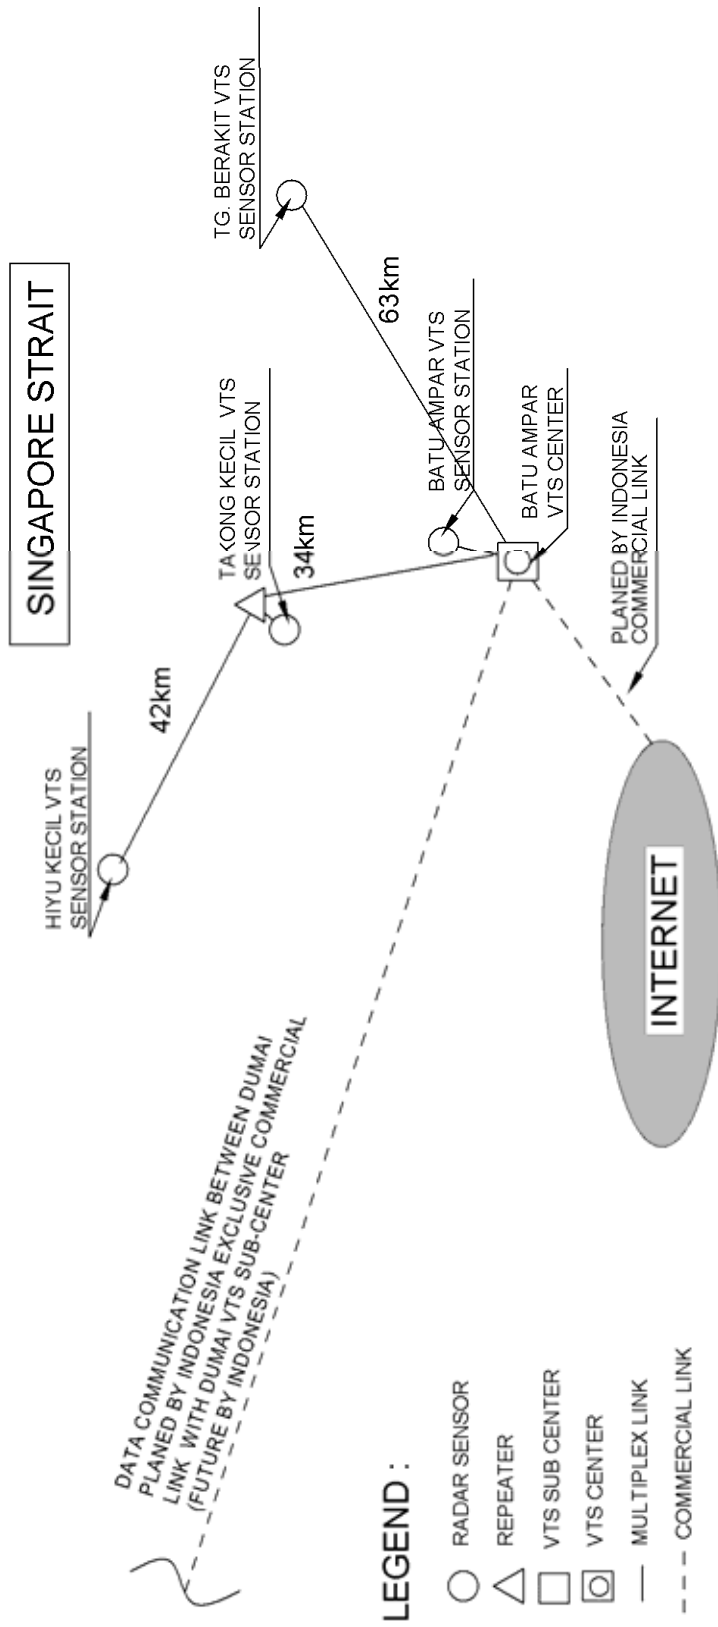 SINGAPORE STRAIT
HIYU KECIL VTS
SENSOR STATION
42km
TAKONG KECIL VTS
SENSOR STATION
34km
TG. BERAKIT VTS
SENSOR STATION
63km
BATU AMPAR VTS
SENSOR STATION
BATU AMPAR
VTS CENTER
PLANED BY INDONESIA
COMMERCIAL LINK
INTERNET
DATA COMMUNICATION LINK BETWEEN DUMAI
PLANED BY INDONESIA EXCLUSIVE COMMERCIAL
LINK WITH DUMAI VTS SUB-CENTER
(FUTURE BY INDONESIA)
LEGEND :
RADAR SENSOR
REPEATER
VTS SUB CENTER
VTS CENTER
MULTIPLEX LINK
COMMERCIAL LINK